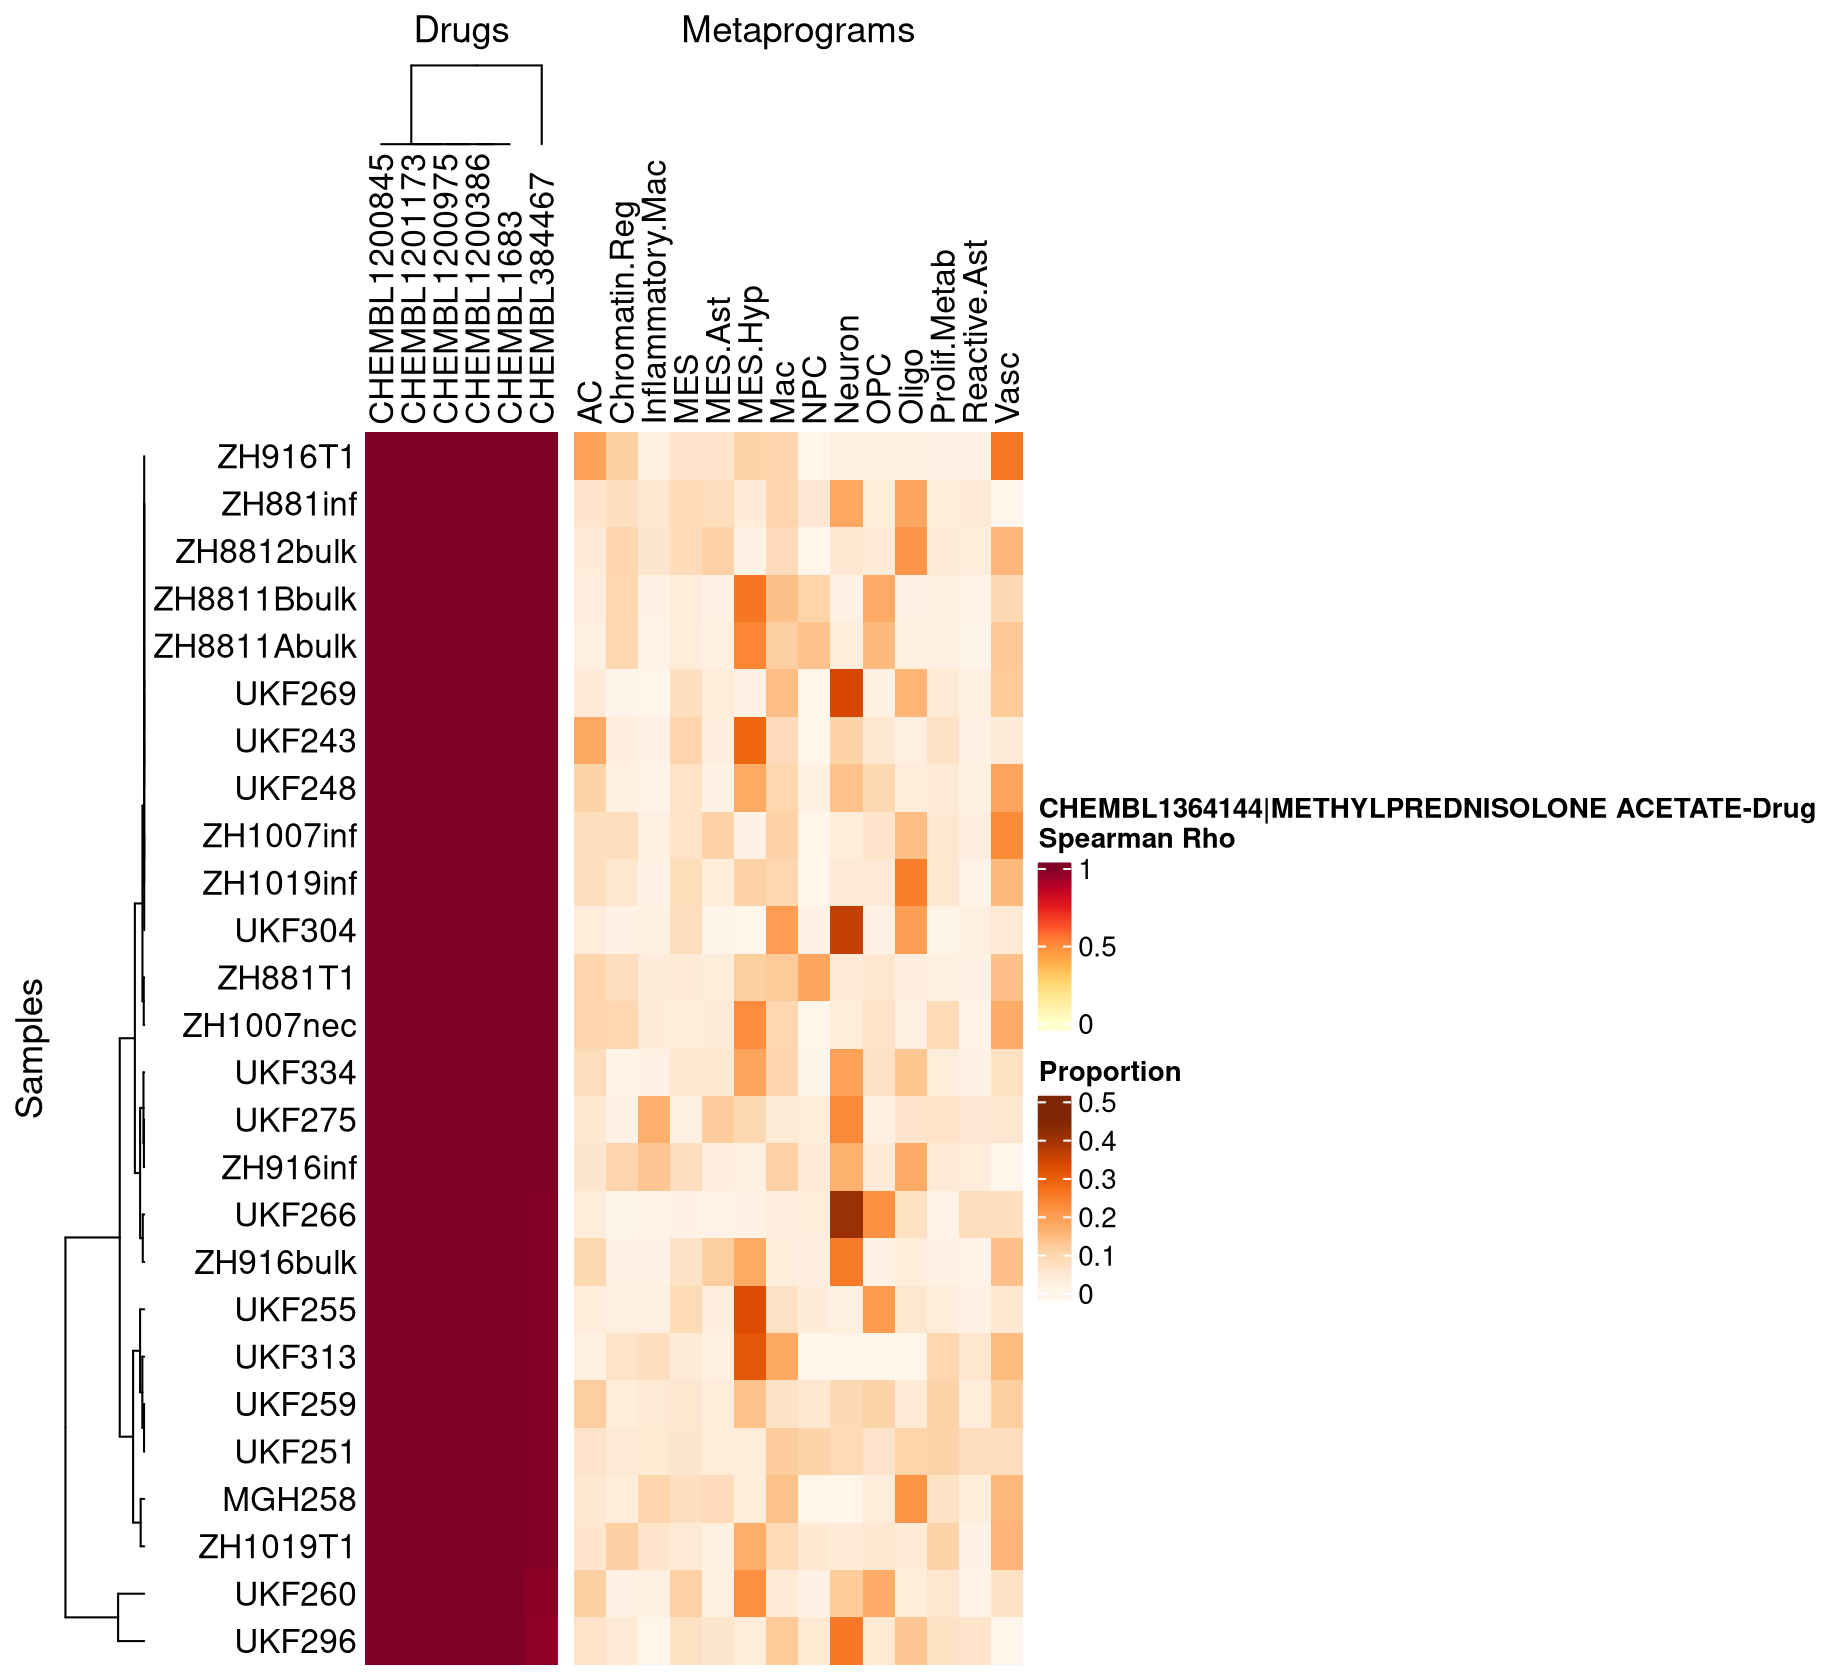 Drugs
Metaprograms
CHEMBL1200845
CHEMBL1201173
CHEMBL1200975
CHEMBL1200386
CHEMBL1683
CHEMBL384467
AC
Chromatin.Reg
Inflammatory.Mac
MES
MES.Ast
MES.Hyp
Mac
NPC
Neuron
OPC
Oligo
Prolif.Metab
Reactive.Ast
Vasc
Samples
ZH916T1
ZH881inf
ZH8812bulk
ZH8811Bbulk
ZH8811Abulk
UKF269
UKF243
UKF248
ZH1007inf
ZH1019inf
UKF304
ZH881T1
ZH1007nec
UKF334
UKF275
ZH916inf
UKF266
ZH916bulk
UKF255
UKF313
UKF259
UKF251
MGH258
ZH1019T1
UKF260
UKF296
CHEMBL1364144|METHYLPREDNISOLONE ACETATE-Drug
Spearman Rho
1
0.5
0
Proportion
0.5
0.4
0.3
0.2
0.1
0